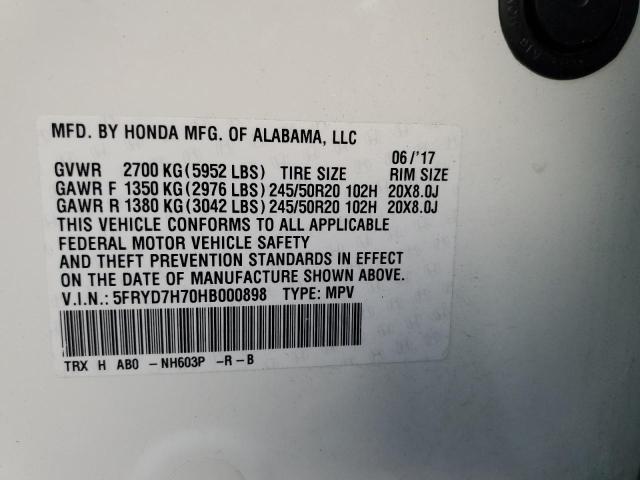 MFD. BY HONDA MFG. OF ALABAMA, LLC
06/'17
GVWR 2700 KG(5952 LBS) TIRE SIZE RIM SIZE
GAWR F 1350 KG(2976 LBS)245/50R20 102H 20X8.0J
GAWR R 1380 KG(3042 LBS)245/50R20 102H 20X8.0J
THIS VEHICLE CONFORMS TO ALL APPLICABLE
FEDERAL MOTOR VEHICLE SAFETY
AND THEFT PREVENTION STANDARDS IN EFFECT
ON THE DATE OF MANUFACTURE SHOWN ABOVE.
V.I.N.: 5FRYD7H70HB000898 TYPE: MPV
TRX H AB0 -NH603P -R-B